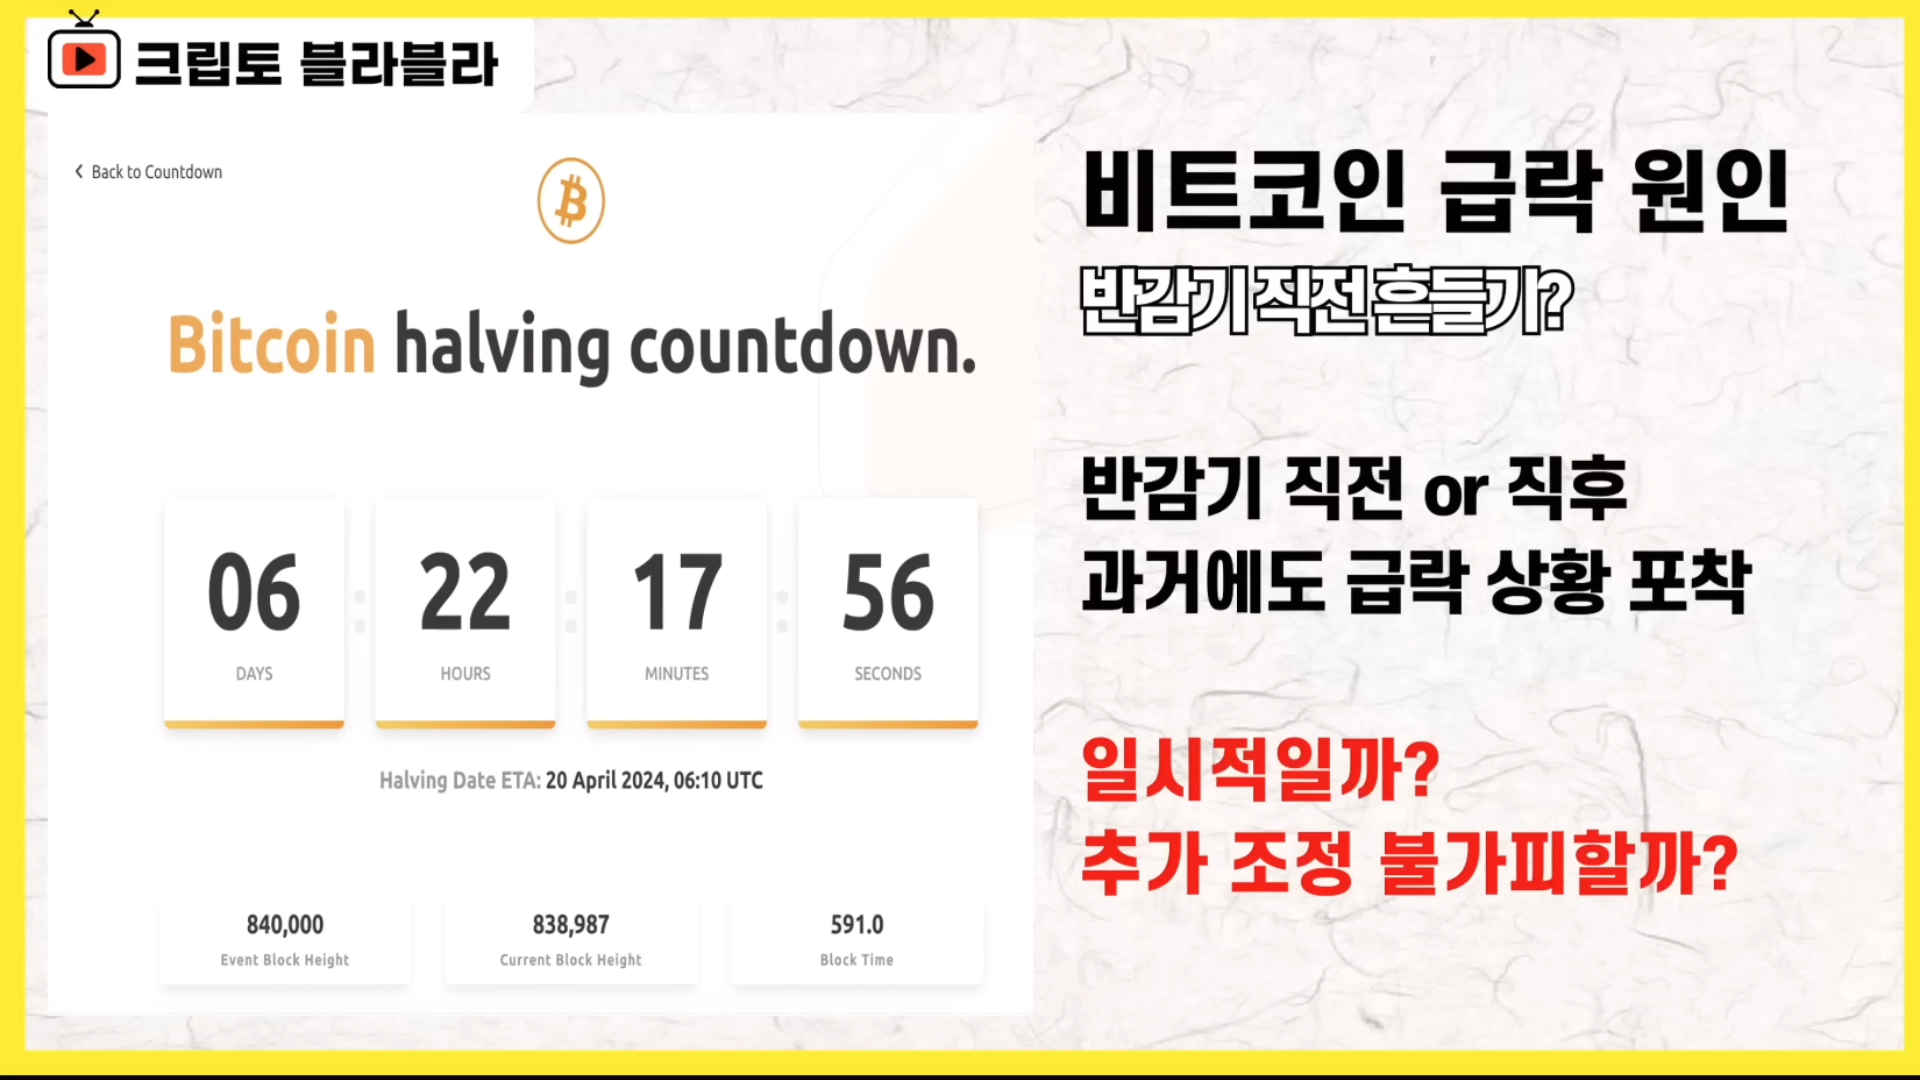 크립토 블라블라
Back to Countdown
Bitcoin halving countdown.
06
22
17
56
DAYS
HOURS
MINUTES
SECONDS
Halving Date ETA: 20 April 2024, 06:10 UTC
840,000
Event Block Height
838,987
Current Block Height
591.0
Block Time
비트코인 급락 원인
반감기 직전 흔들기?
반감기 직전 or 직후
과거에도 급락 상황 포착
일시적일까?
추가 조정 불가피할까?